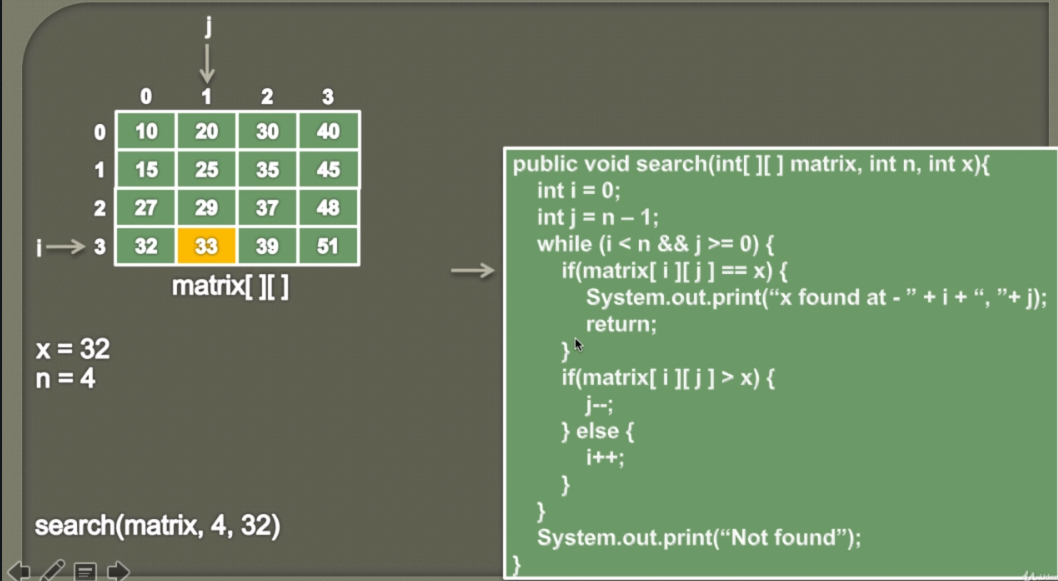 j
0 1 2 3
0 10 20 30 40
1 15 25 35 45
2 27 29 37 48
i 3 32 33 39 51
matrix[ ][ ]
x = 32
n = 4
search(matrix, 4, 32)
public void search(int[ ][ ] matrix, int n, int x){
int i = 0;
int j = n – 1;
while (i < n && j >= 0) {
if(matrix[ i ][ j ] == x) {
System.out.print(“x found at - ” + i + “, ”+ j);
return;
}
if(matrix[ i ][ j ] > x) {
j--;
} else {
i++;
}
}
System.out.print(“Not found”);
}